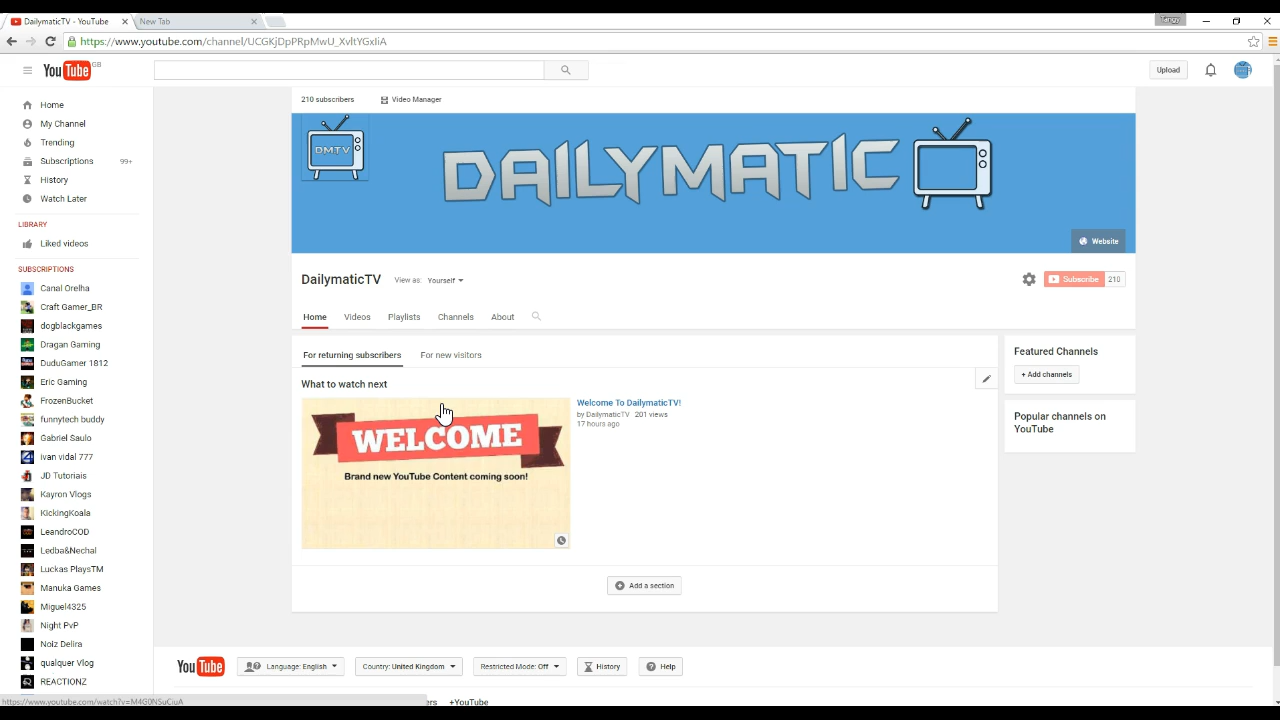 DailymaticTV - YouTube
New Tab
Tangy
https://www.youtube.com/channel/UCGKjDpPRpMwU_XvltYGxIiA
YouTube GB
Upload
Home
My Channel
Trending
Subscriptions 99+
History
Watch Later
LIBRARY
Liked videos
SUBSCRIPTIONS
Canal Orelha
Craft Gamer_BR
dogblackgames
Dragan Gaming
DuduGamer 1812
Eric Gaming
FrozenBucket
funnytech buddy
Gabriel Saulo
ivan vidal 777
JD Tutoriais
Kayron Vlogs
KickingKoala
LeandroCOD
Ledba&Nechal
Luckas PlaysTM
Manuka Games
Miguel4325
Night PvP
Noiz Delira
qualquer Vlog
REACTIONZ
210 subscribers
Video Manager
DMTV
DAILYMATIC
Website
DailymaticTV
View as: Yourself
Subscribe 210
Home Videos Playlists Channels About
For returning subscribers
For new visitors
What to watch next
WELCOME
Brand new YouTube Content coming soon!
Welcome To DailymaticTV!
by DailymaticTV 201 views
17 hours ago
Add a section
Featured Channels
+ Add channels
Popular channels on
YouTube
YouTube
Language: English
Country: United Kingdom
Restricted Mode: Off
History
Help
https://www.youtube.com/watch?v=M4G0NSuCiuA
ers +YouTube